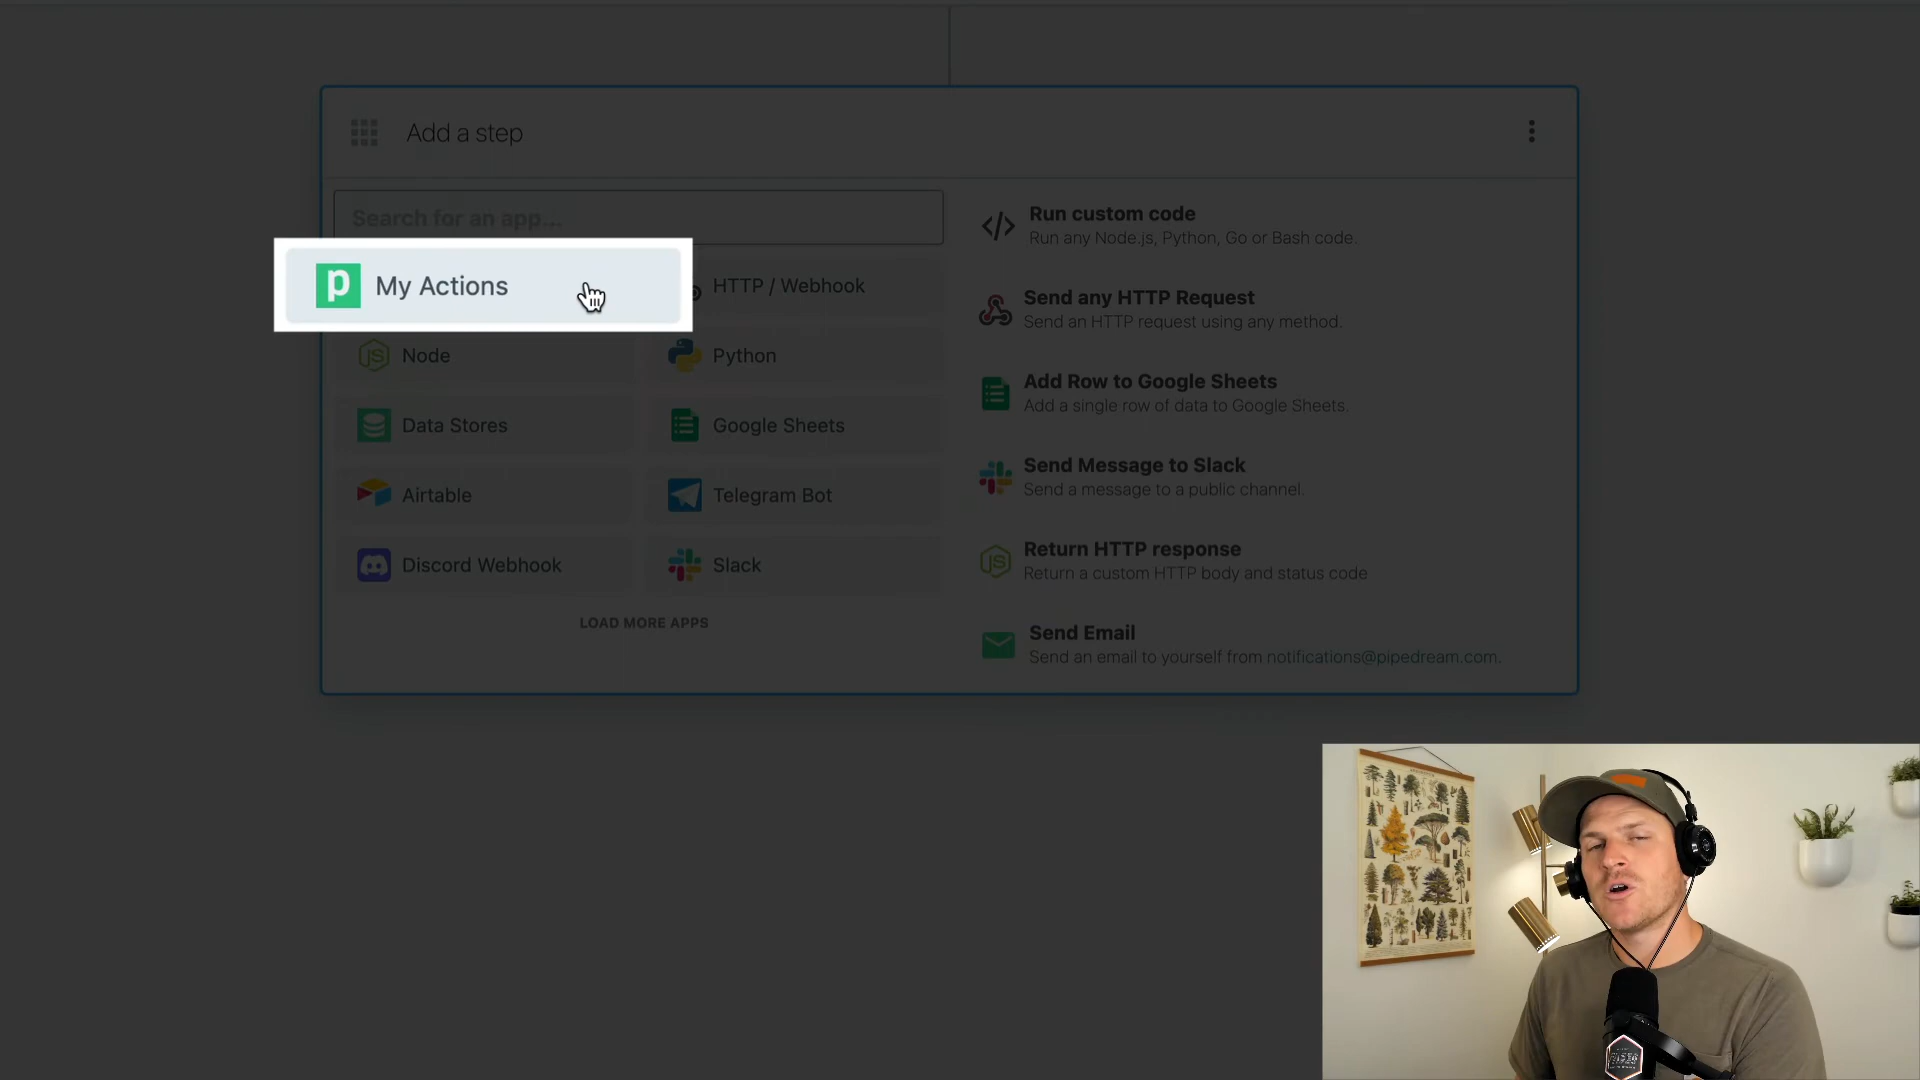 Add a step
Search for an app...
My Actions
HTTP / Webhook
Node
Python
Data Stores
Google Sheets
Airtable
Telegram Bot
Discord Webhook
Slack
LOAD MORE APPS
Run custom code
Run any Node.js, Python, Go or Bash code.
Send any HTTP Request
Send an HTTP request using any method.
Add Row to Google Sheets
Add a single row of data to Google Sheets.
Send Message to Slack
Send a message to a public channel.
Return HTTP response
Return a custom HTTP body and status code
Send Email
Send an email to yourself from notifications@pipedream.com.